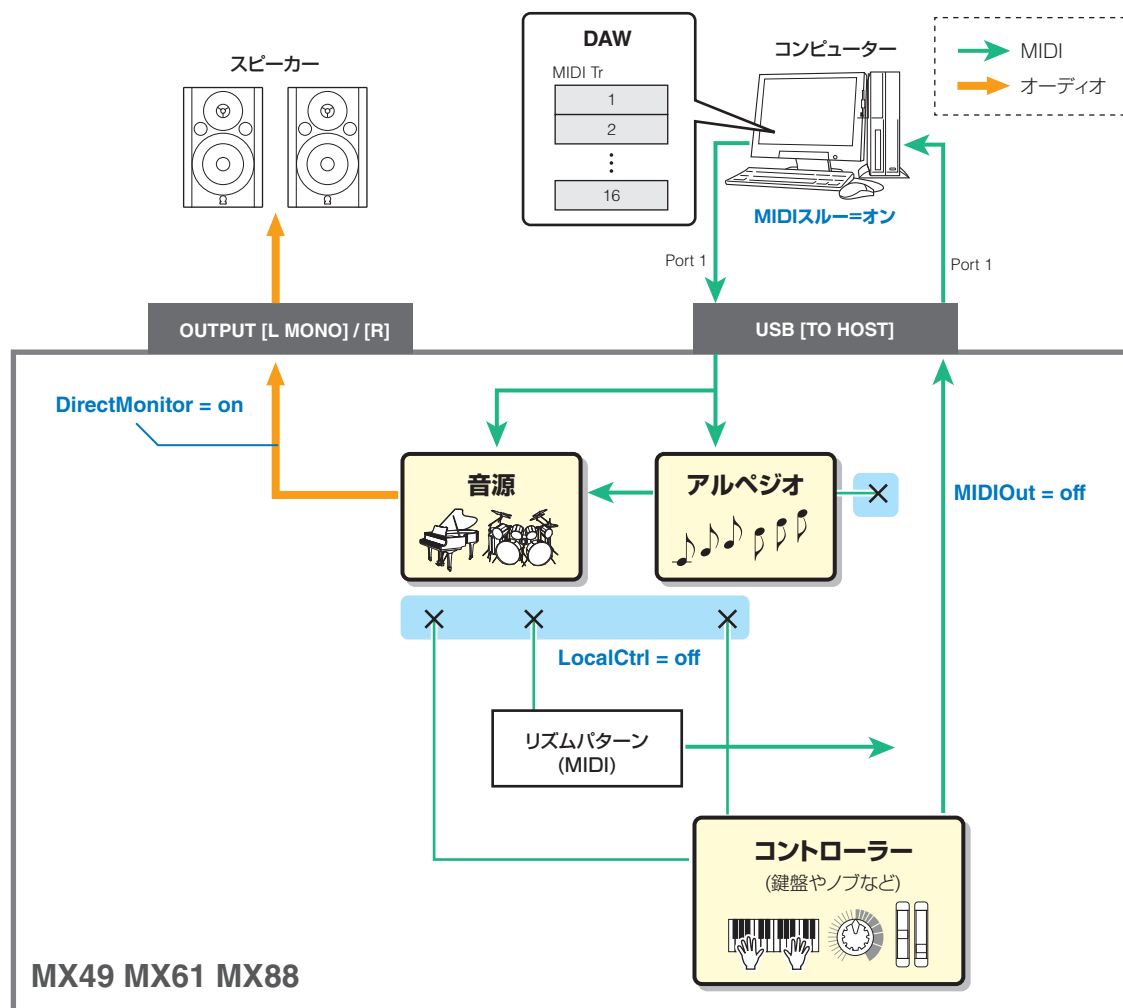 スピーカー
DAW
MIDI Tr
1
2
16
コンピューター
MIDI
オーディオ
MIDIスルー=オン
Port 1
Port 1
OUTPUT [L MONO] / [R]
USB [TO HOST]
DirectMonitor = on
音源
アルペジオ
MIDIOut = off
LocalCtrl = off
リズムパターン
(MIDI)
コントローラー
(鍵盤やノブなど)
MX49 MX61 MX88